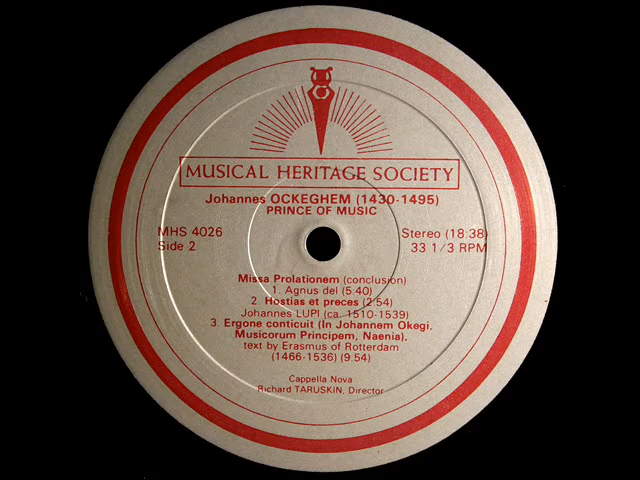 MUSICAL HERITAGE SOCIETY
Johannes OCKEGHEM (1430-1495)
PRINCE OF MUSIC
MHS 4026
Side 2
Stereo (18:38)
33 1/3 RPM
Missa Prolationem (conclusion)
1. Agnus deI (5:40)
2. Hostias et preces (2:54)
Johannes LUPI (ca. 1510-1539)
3. Ergone conticuit (In Johannem Okegi,
Musicorum Principem, Naenia),
text by Erasmus of Rotterdam
(1466-1536) (9:54)
Cappella Nova
Richard TARUSKIN, Director